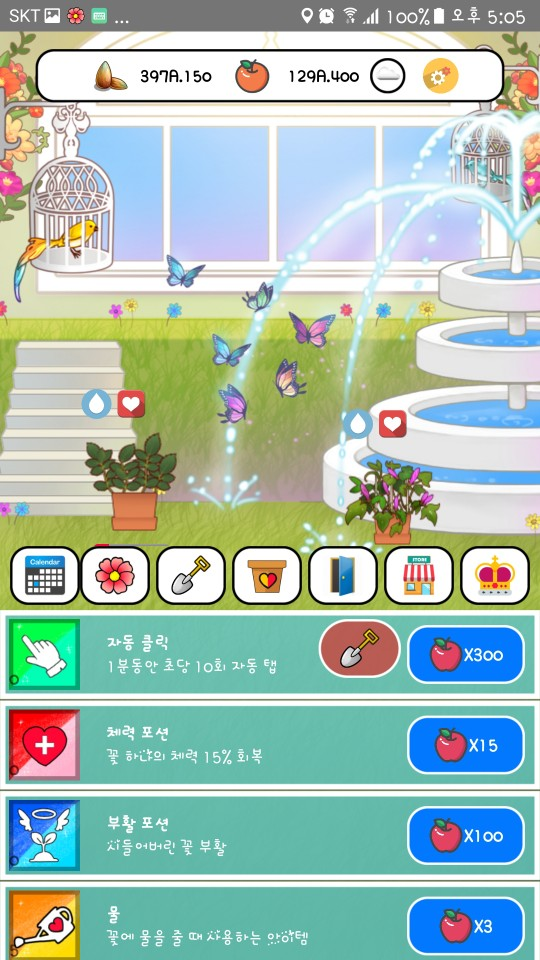 SKT ... 100% 오후 5:05
397A.150 129A.400
Calendar
STORE
자동 클릭
1분동안 초당 10회 자동 탭
X300
체력 포션
꽃 하나의 체력 15% 회복
X15
부활 포션
시들어버린 꽃 부활
X100
물
꽃에 물을 줄 때 사용하는 아이템
X3